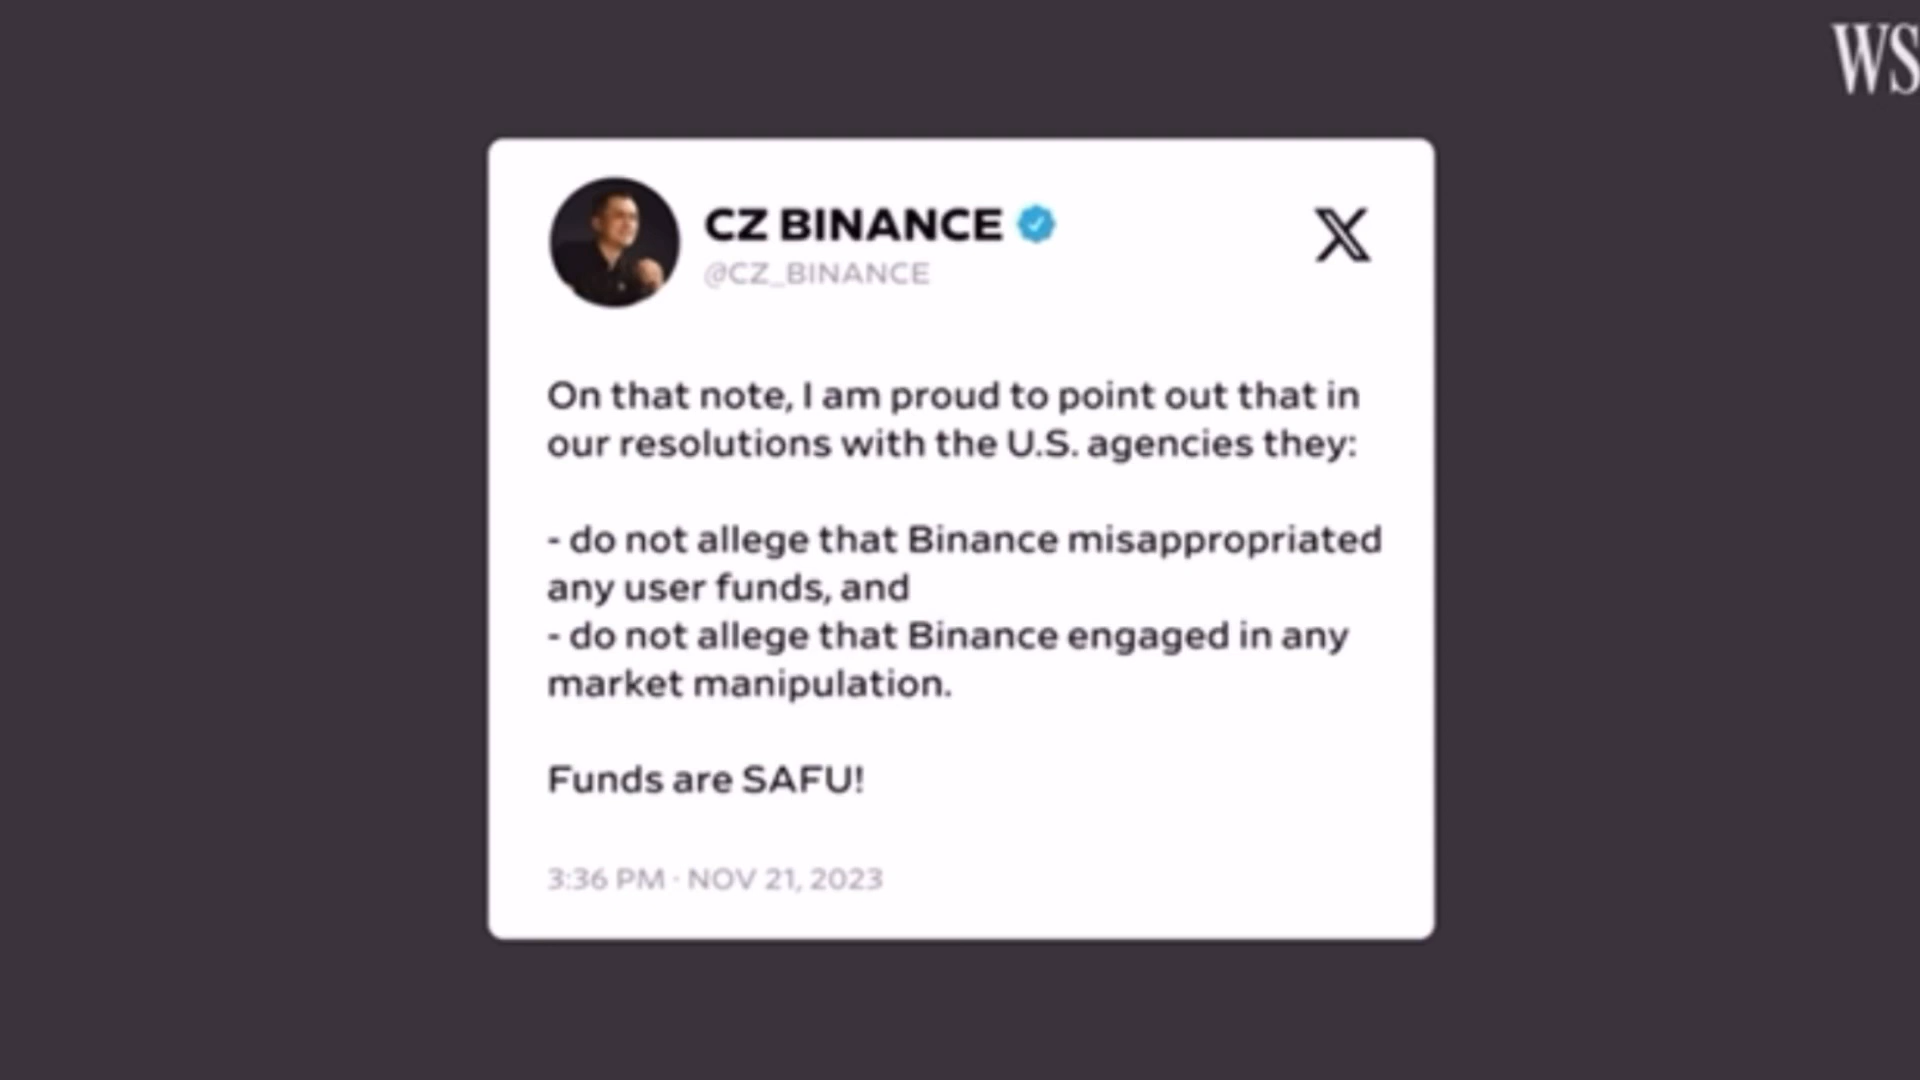 WS
CZ BINANCE
@CZ_BINANCE
On that note, I am proud to point out that in
our resolutions with the U.S. agencies they:
- do not allege that Binance misappropriated
any user funds, and
- do not allege that Binance engaged in any
market manipulation.
Funds are SAFU!
3:36 PM · NOV 21, 2023